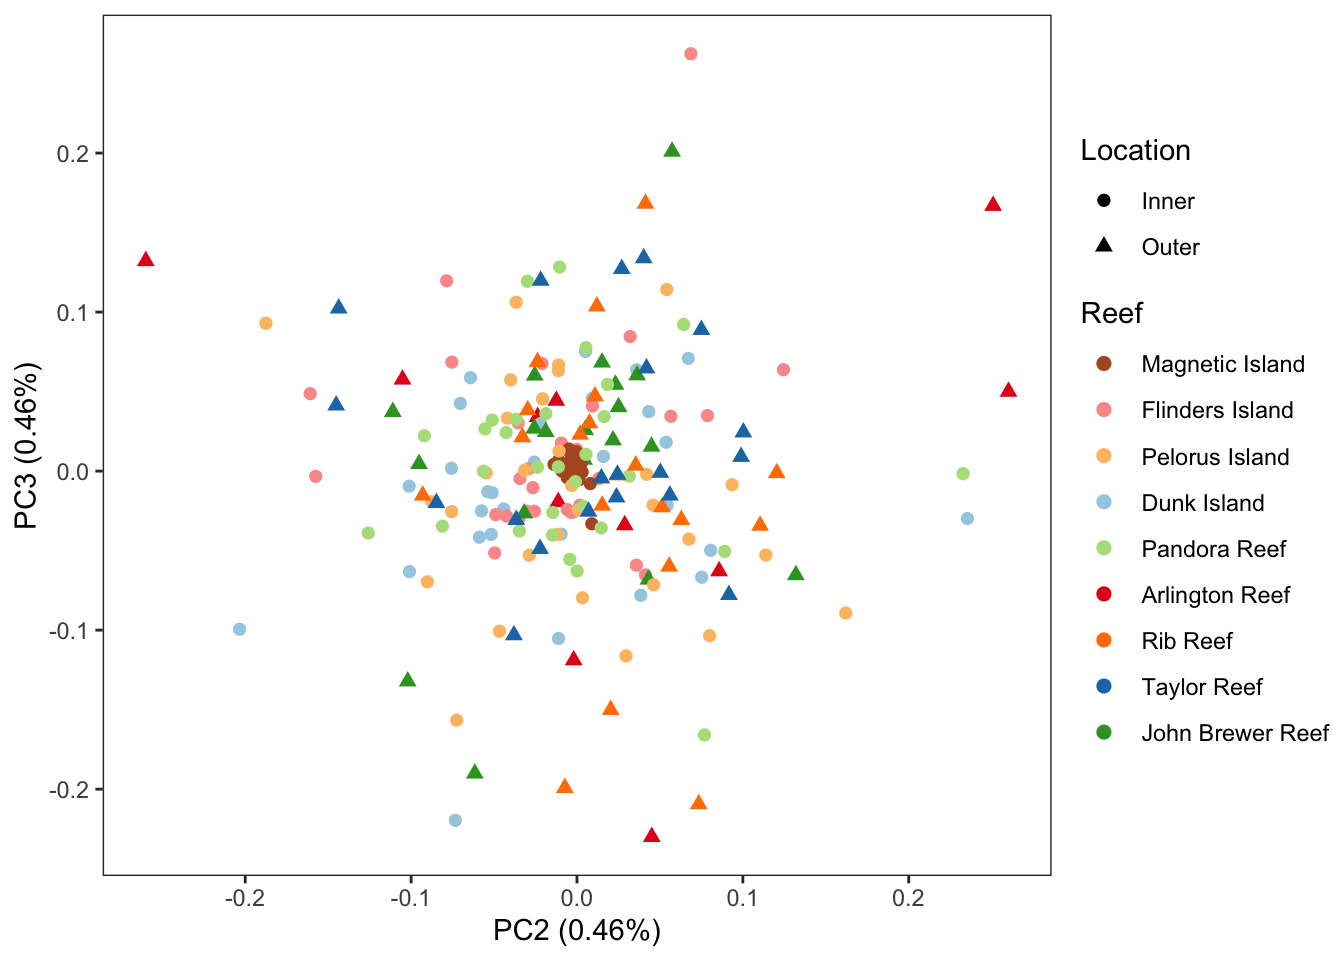 0.2
0.1
0.0
-0.1
-0.2
PC3 (0.46%)
-0.2
-0.1
0.0
0.1
0.2
PC2 (0.46%)
Location
Inner
Outer
Reef
Magnetic Island
Flinders Island
Pelorus Island
Dunk Island
Pandora Reef
Arlington Reef
Rib Reef
Taylor Reef
John Brewer Reef